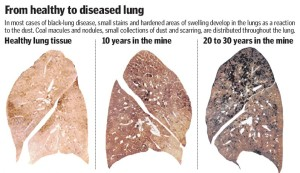 From healthy to diseased lung
In most cases of black-lung disease, small stains and hardened areas of swelling develop in the lungs as a reaction
to the dust. Coal macules and nodules, small collections of dust and scarring, are distributed throughout the lung.
Healthy lung tissue
10 years in the mine
20 to 30 years in the mine